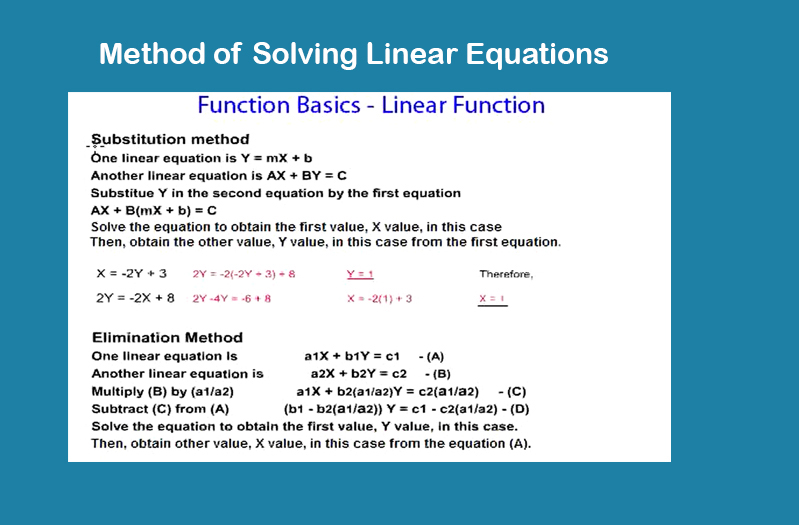 Method of Solving Linear Equations
Function Basics - Linear Function
Substitution method
One linear equation is Y = mX + b
Another linear equation is AX + BY = C
Substitue Y in the second equation by the first equation
AX + B(mX + b) = C
Solve the equation to obtain the first value, X value, in this case
Then, obtain the other value, Y value, in this case from the first equation.
X = -2Y + 3 2Y = -2(-2Y + 3) + 8 Y = 1 Therefore,
2Y = -2X + 8 2Y -4Y = -6 + 8 X = -2(1) + 3 X = 1
Elimination Method
One linear equation is a1X + b1Y = c1 - (A)
Another linear equation is a2X + b2Y = c2 - (B)
Multiply (B) by (a1/a2) a1X + b2(a1/a2)Y = c2(a1/a2) - (C)
Subtract (C) from (A) (b1 - b2(a1/a2)) Y = c1 - c2(a1/a2) - (D)
Solve the equation to obtain the first value, Y value, in this case.
Then, obtain other value, X value, in this case from the equation (A).